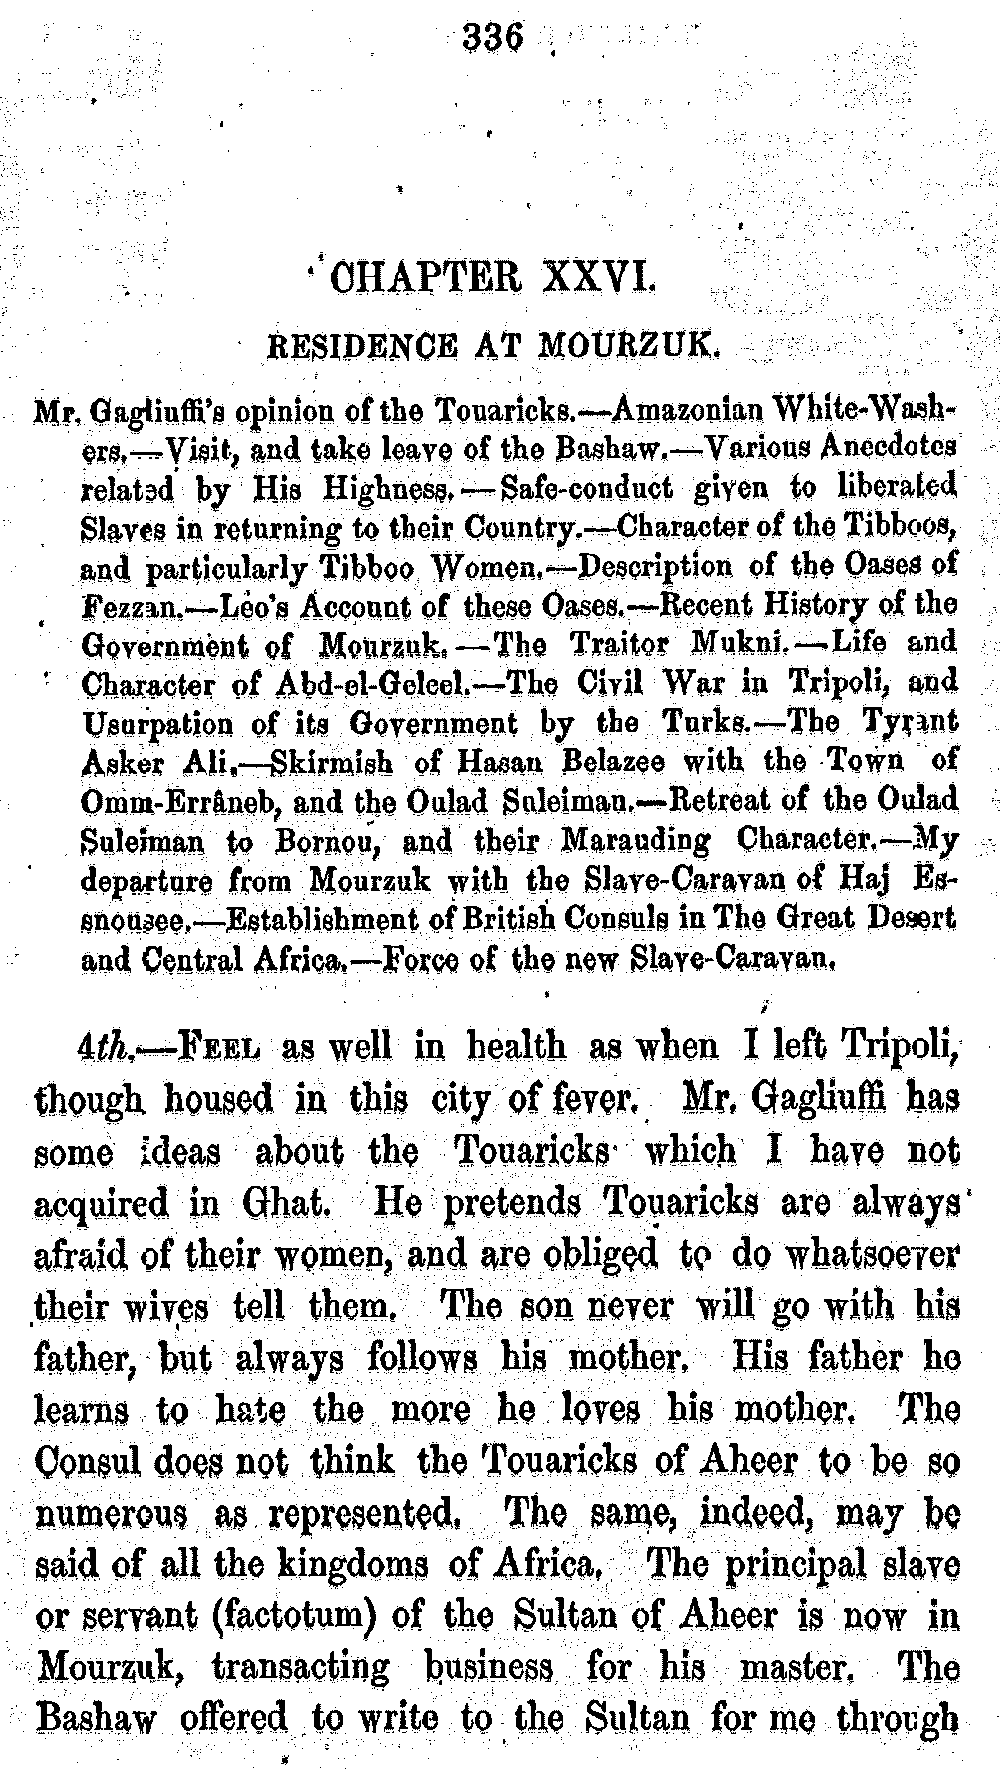 336
CHAPTER XXVI.
RESIDENCE AT MOURZUK.
Mr. Gagliuffi's opinion of the Touaricks.—Amazonian White-Wash-
ers.—Visit, and take leave of the Bashaw.—Various Anecdotes
related by His Highness.—Safe-conduct given to liberated
Slaves in returning to their Country.—Character of the Tibboos,
and particularly Tibboo Women.—Description of the Oases of
Fezzan.—Leo's Account of these Oases.—Recent History of the
Government of Mourzuk.—The Traitor Mukni.—Life and
Character of Abd-el-Geleel.—The Civil War in Tripoli, and
Usurpation of its Government by the Turks.—The Tyrant
Asker Ali.—Skirmish of Hasan Belazee with the Town of
Omm-Errâneb, and the Oulad Suleiman.—Retreat of the Oulad
Suleiman to Bornou, and their Marauding Character.—My
departure from Mourzuk with the Slave-Caravan of Haj Es-
snousee.—Establishment of British Consuls in The Great Desert
and Central Africa.—Force of the new Slave-Caravan.
4th.—FEEL as well in health as when I left Tripoli,
though housed in this city of fever. Mr. Gagliuffi has
some ideas about the Touaricks which I have not
acquired in Ghat. He pretends Touaricks are always
afraid of their women, and are obliged to do whatsoever
their wives tell them. The son never will go with his
father, but always follows his mother. His father he
learns to hate the more he loves his mother. The
Consul does not think the Touaricks of Aheer to be so
numerous as represented. The same, indeed, may be
said of all the kingdoms of Africa. The principal slave
or servant (factotum) of the Sultan of Aheer is now in
Mourzuk, transacting business for his master. The
Bashaw offered to write to the Sultan for me through